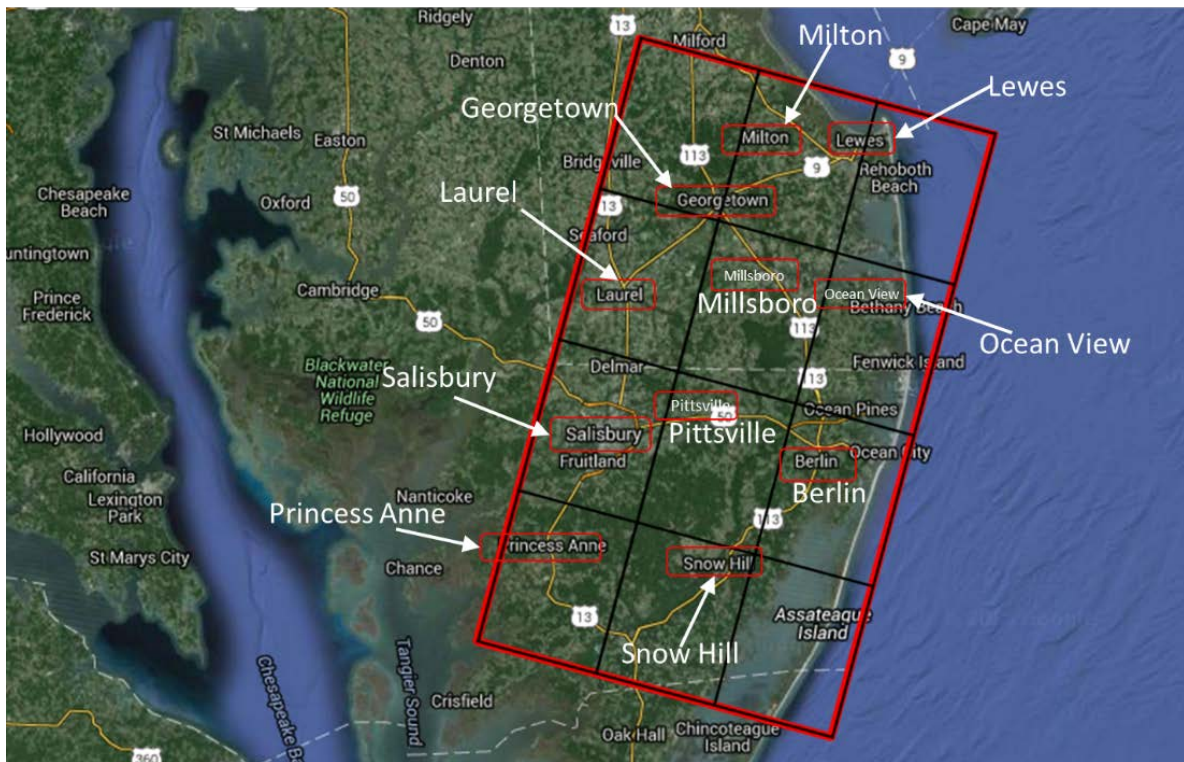 Ridgely
13
Milford
Milton
Cape May
9
Denton
Georgetown
Lewes
St Michaels
Easton
Milton
Lewes
Bridgeville
113
9
Rehoboth
Beach
50
Chesapeake
Beach
Oxford
Laurel
Georgetown
13
Seaford
Millsboro
Laurel
Ocean View
Prince
Frederick
Cambridge
Millsboro
Bethany Beach
50
113
Ocean View
Blackwater
National
Wildlife
Refuge
Delmar
Fenwick Island
113
Salisbury
Pittsville
50
Ocean Pines
Hollywood
Salisbury
Pittsville
Fruitland
Berlin
Ocean City
California
Lexington
Park
Nanticoke
Berlin
Princess Anne
113
Princess Anne
St Marys City
Chance
Snow Hill
13
Assateague
Island
Snow Hill
Tangier Sound
Crisfield
Chesapeake
Oak Hall
Chincoteague
Island
360